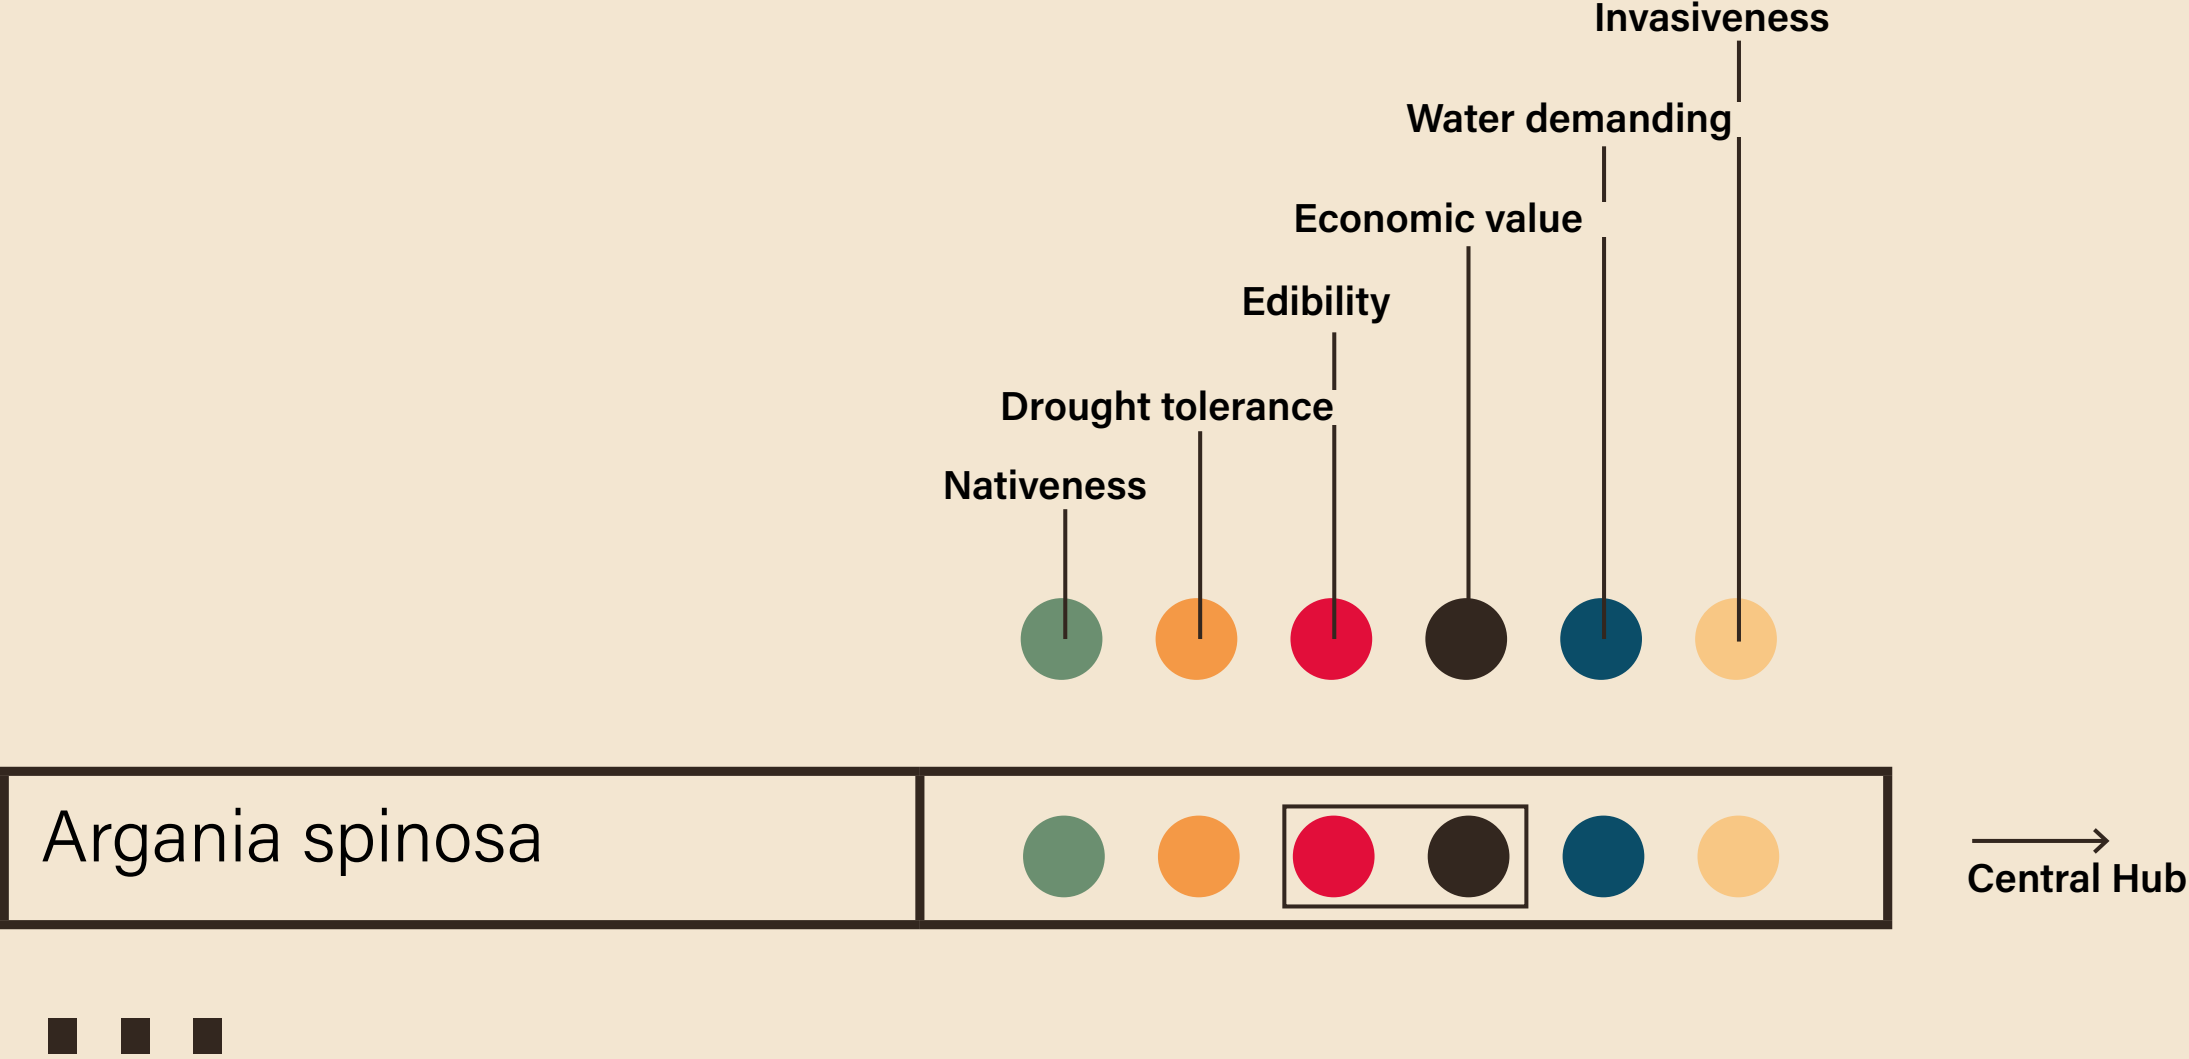 Invasiveness
Water demanding
Economic value
Edibility
Drought tolerance
Nativeness
Argania spinosa
Central Hub